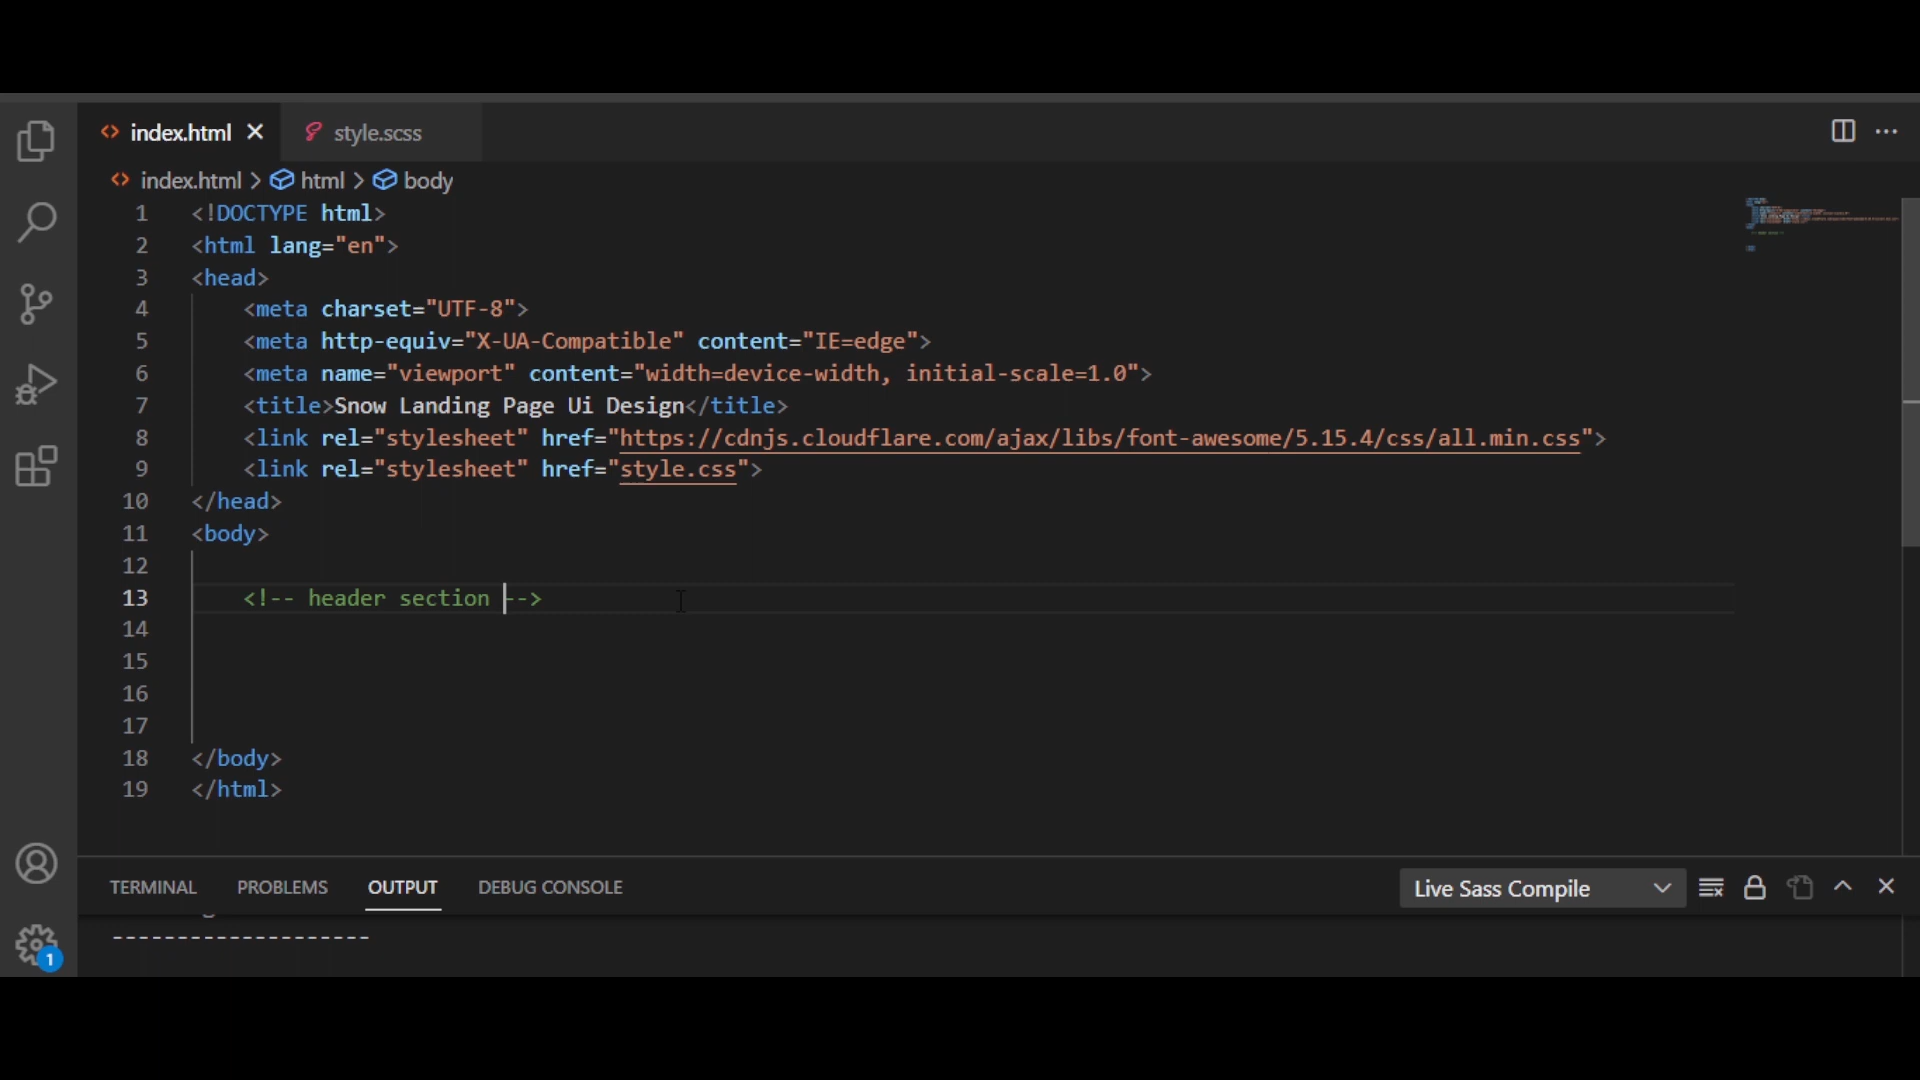 index.html
style.scss
index.html > html > body
1 <!DOCTYPE html>
2 <html lang="en">
3 <head>
4 <meta charset="UTF-8">
5 <meta http-equiv="X-UA-Compatible" content="IE=edge">
6 <meta name="viewport" content="width=device-width, initial-scale=1.0">
7 <title>Snow Landing Page Ui Design</title>
8 <link rel="stylesheet" href="https://cdnjs.cloudflare.com/ajax/libs/font-awesome/5.15.4/css/all.min.css">
9 <link rel="stylesheet" href="style.css">
10 </head>
11 <body>
12
13 <!-- header section -->
14
15
16
17
18 </body>
19 </html>
TERMINAL PROBLEMS OUTPUT DEBUG CONSOLE Live Sass Compile
--------------------
1